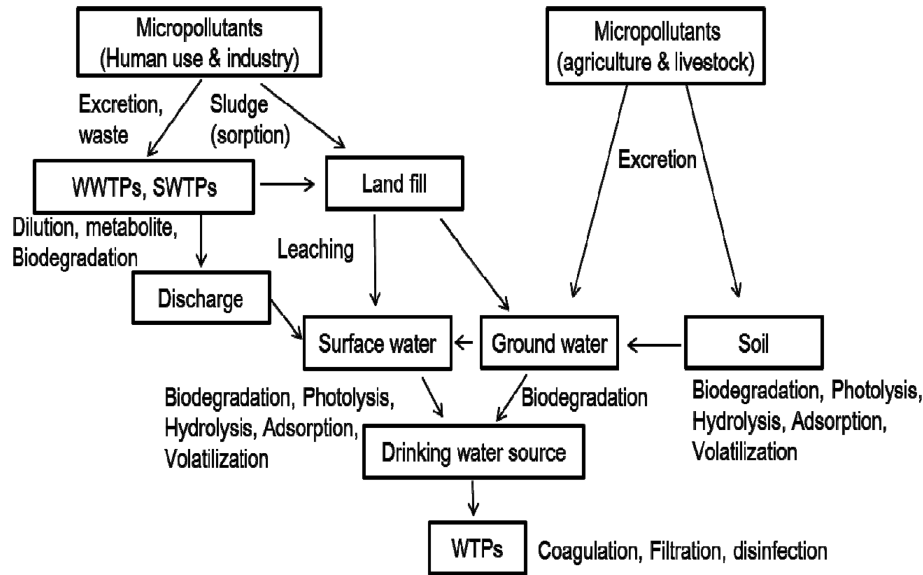 Micropollutants
(Human use & industry)
Micropollutants
(agriculture & livestock)
Excretion,
waste
Sludge
(sorption)
Excretion
WWTPs, SWTPs
Land fill
Dilution, metabolite,
Biodegradation
Leaching
Discharge
Surface water
Ground water
Soil
Biodegradation, Photolysis,
Hydrolysis, Adsorption,
Volatilization
Biodegradation
Biodegradation, Photolysis,
Hydrolysis, Adsorption,
Volatilization
Drinking water source
WTPs
Coagulation, Filtration, disinfection